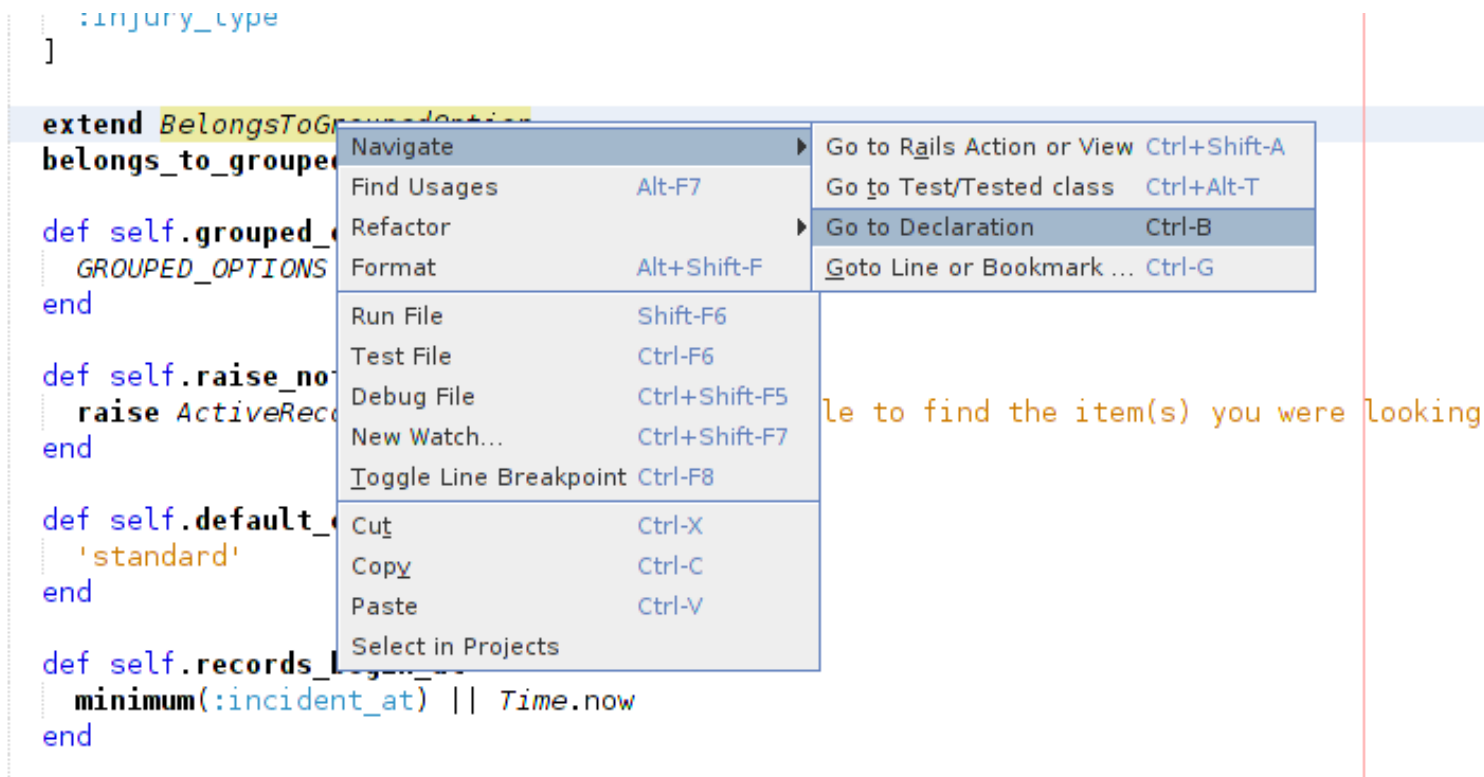 :injury_type
]
extend BelongsToGroupedOption
belongs_to_grouped
def self.grouped_
GROUPED_OPTIONS
end
def self.raise_no
raise ActiveReco
le to find the item(s) you were looking
end
def self.default_
'standard'
end
def self.records_begin_at
minimum(:incident_at) || Time.now
end
Navigate
Find Usages Alt-F7
Refactor
Format Alt+Shift-F
Run File Shift-F6
Test File Ctrl-F6
Debug File Ctrl+Shift-F5
New Watch... Ctrl+Shift-F7
Toggle Line Breakpoint Ctrl-F8
Cut Ctrl-X
Copy Ctrl-C
Paste Ctrl-V
Select in Projects
Go to Rails Action or View Ctrl+Shift-A
Go to Test/Tested class Ctrl+Alt-T
Go to Declaration Ctrl-B
Goto Line or Bookmark ... Ctrl-G